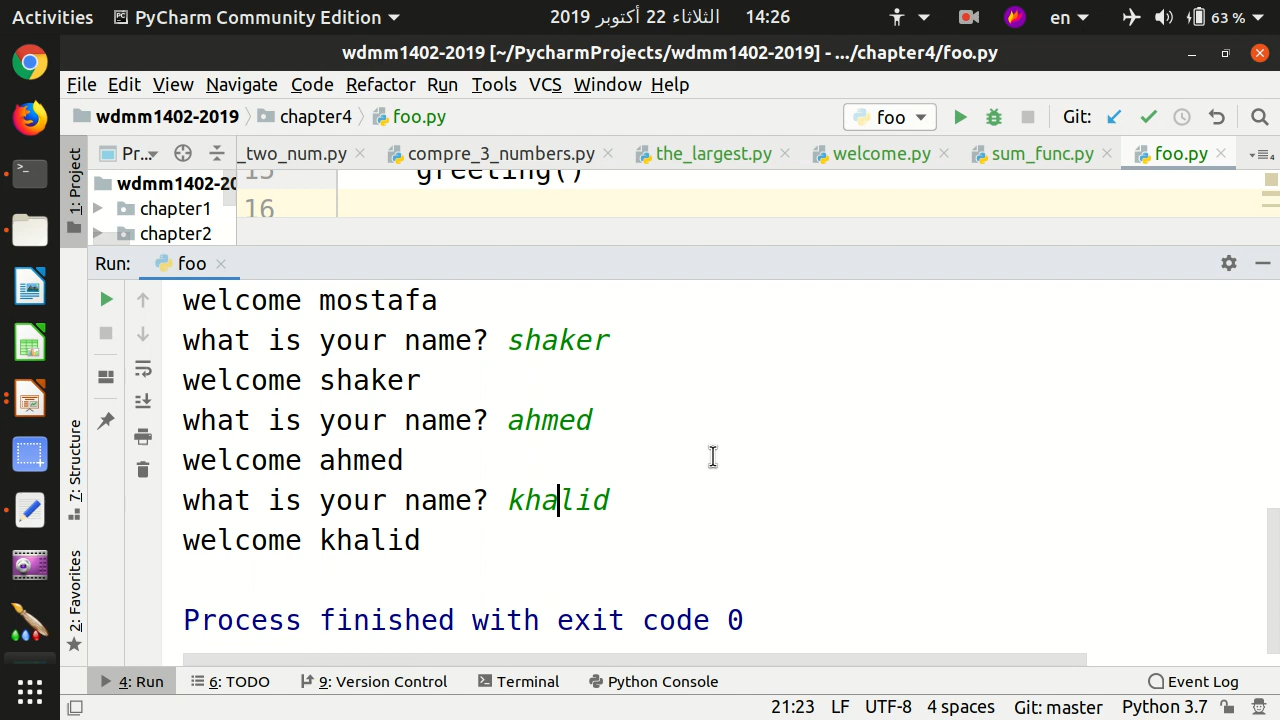 Activities PyCharm Community Edition الثلاثاء 22 أكتوبر 2019 14:26 en 63 %
wdmm1402-2019 [~/PycharmProjects/wdmm1402-2019] - .../chapter4/foo.py
File Edit View Navigate Code Refactor Run Tools VCS Window Help
wdmm1402-2019 chapter4 foo.py foo Git:
1: Project Pr... _two_num.py compre_3_numbers.py the_largest.py welcome.py sum_func.py foo.py
wdmm1402-20 15 greeting()
chapter1 16
chapter2
Run: foo
welcome mostafa
what is your name? shaker
welcome shaker
what is your name? ahmed
welcome ahmed
what is your name? khalid
welcome khalid
Process finished with exit code 0
7: Structure
2: Favorites
4: Run 6: TODO 9: Version Control Terminal Python Console Event Log
21:23 LF UTF-8 4 spaces Git: master Python 3.7